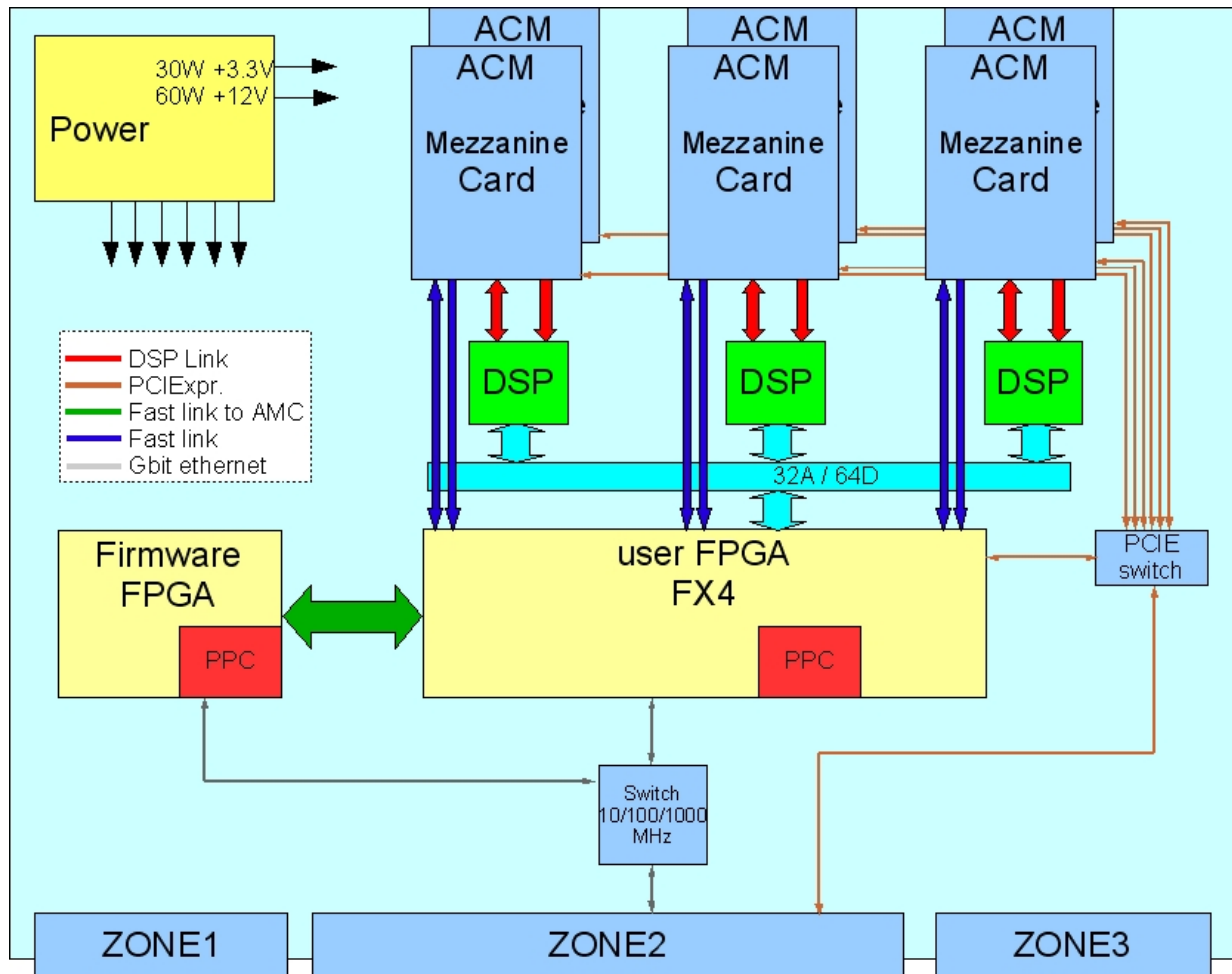 ACM
ACM
ACM
30W +3.3V
60W +12V
Power
ACM
Mezzanine
Card
ACM
Mezzanine
Card
ACM
Mezzanine
Card
DSP Link
PCIExpr.
Fast link to AMC
Fast link
Gbit ethernet
DSP
DSP
DSP
32A / 64D
Firmware
FPGA
PPC
user FPGA
FX4
PPC
PCIE
switch
Switch
10/100/1000
MHz
ZONE1
ZONE2
ZONE3